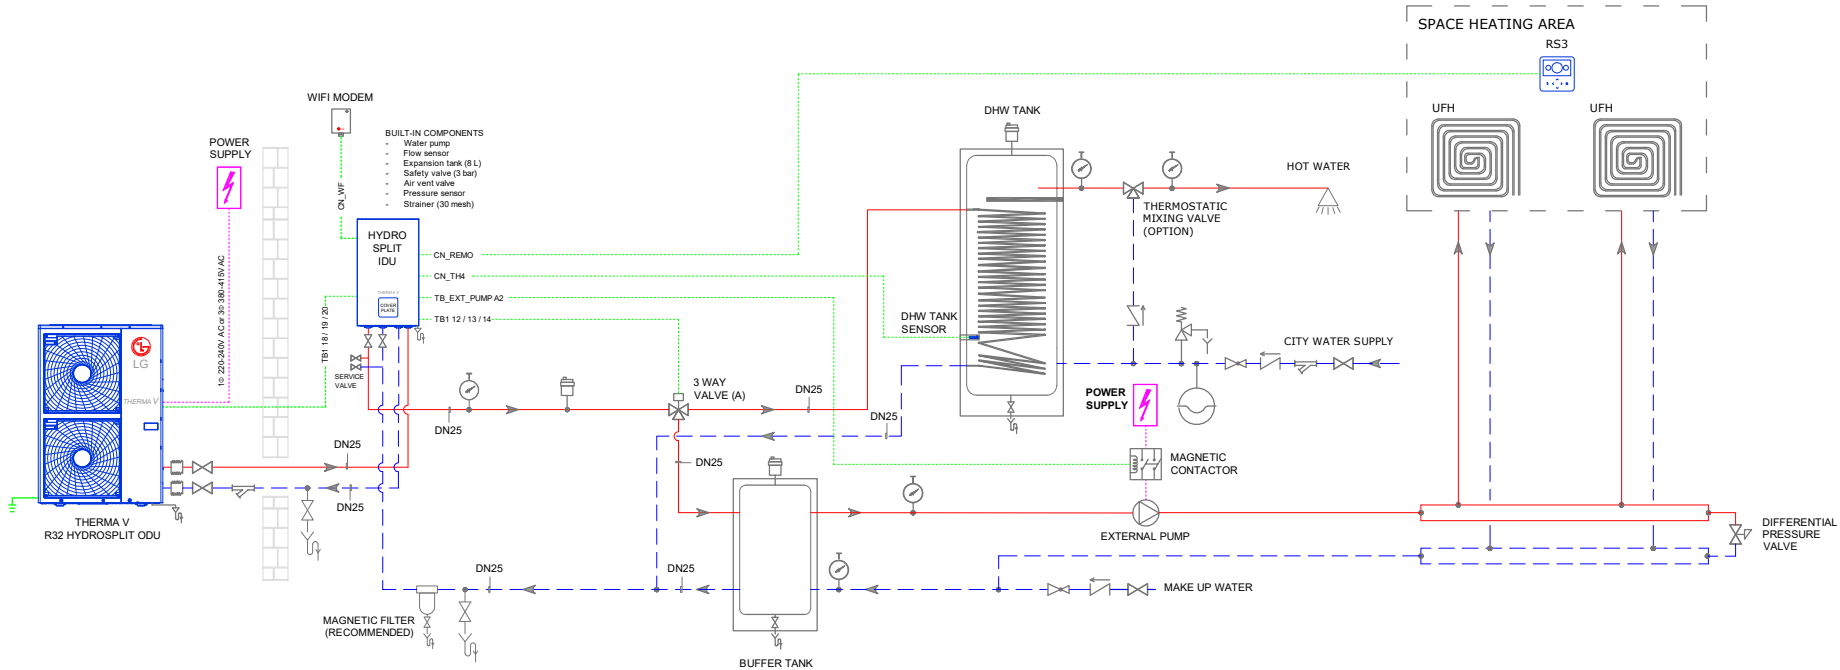 SPACE HEATING AREA
RS3
UFH
UFH
WIFI MODEM
POWER
SUPPLY
BUILT-IN COMPONENTS
- Water pump
- Flow sensor
- Expansion tank (8 L)
- Safety valve (3 bar)
- Air vent valve
- Pressure sensor
- Strainer (30 mesh)
CN_WF
DHW TANK
HOT WATER
THERMOSTATIC
MIXING VALVE
(OPTION)
HYDRO
SPLIT
IDU
THERMA V
COVER
PLATE
CN_REMO
CN_TH4
TB_EXT_PUMP A2
TB1 12 / 13 / 14
1Φ 220-240V AC or 3Φ 380-415V AC
TB1 18 / 19 / 20
DHW TANK
SENSOR
CITY WATER SUPPLY
LG
THERMA V
SERVICE
VALVE
3 WAY
VALVE (A)
DN25
DN25
DN25
POWER
SUPPLY
DN25
DN25
DN25
MAGNETIC
CONTACTOR
THERMA V
R32 HYDROSPLIT ODU
EXTERNAL PUMP
DIFFERENTIAL
PRESSURE
VALVE
DN25
DN25
MAKE UP WATER
MAGNETIC FILTER
(RECOMMENDED)
BUFFER TANK